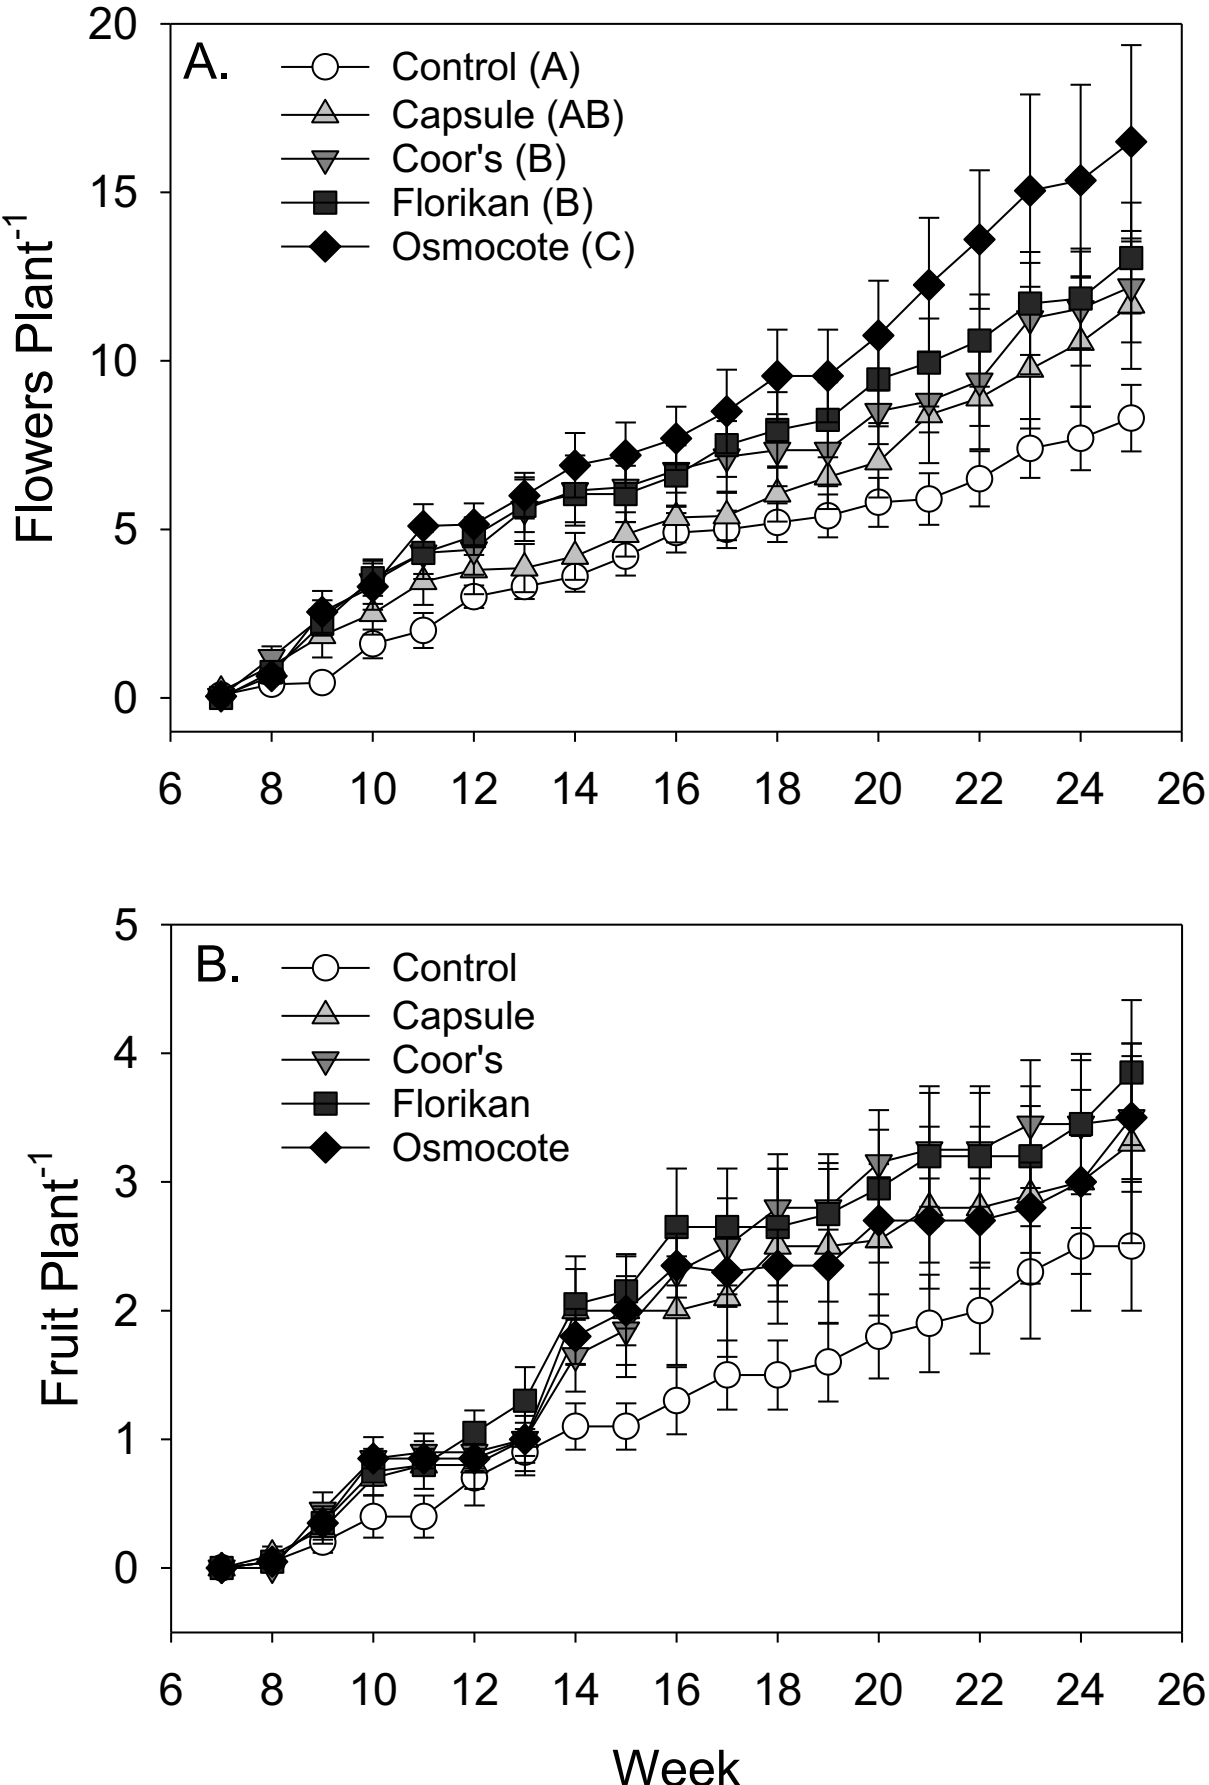 20
15
10
5
0
Flowers Plant-1
A.
Control (A)
Capsule (AB)
Coor's (B)
Florikan (B)
Osmocote (C)
6 8 10 12 14 16 18 20 22 24 26
5
4
3
2
1
0
Fruit Plant-1
B.
Control
Capsule
Coor's
Florikan
Osmocote
6 8 10 12 14 16 18 20 22 24 26
Week